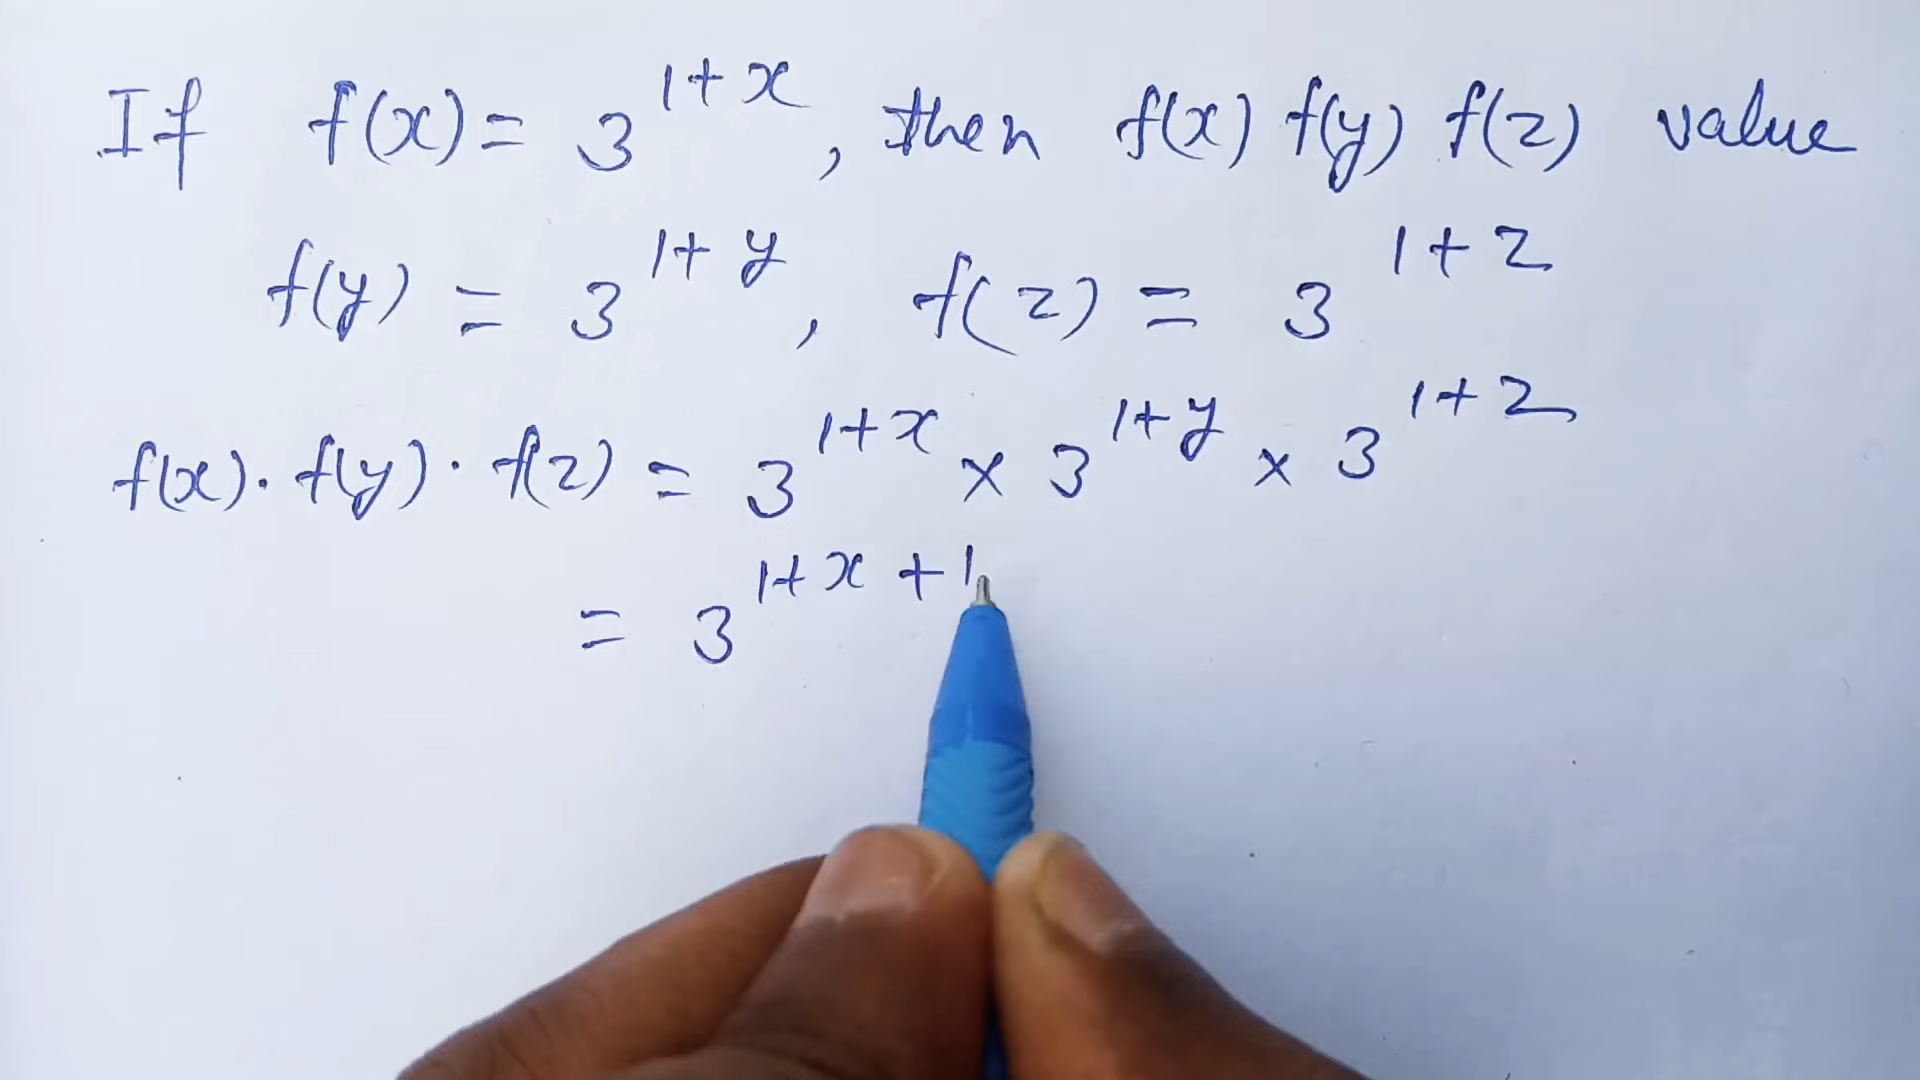 If f(x) = 3^{1+x}, then f(x) f(y) f(z) value
f(y) = 3^{1+y}, f(z) = 3^{1+z}
f(x) · f(y) · f(z) = 3^{1+x} × 3^{1+y} × 3^{1+z}
= 3^{1+x+1}